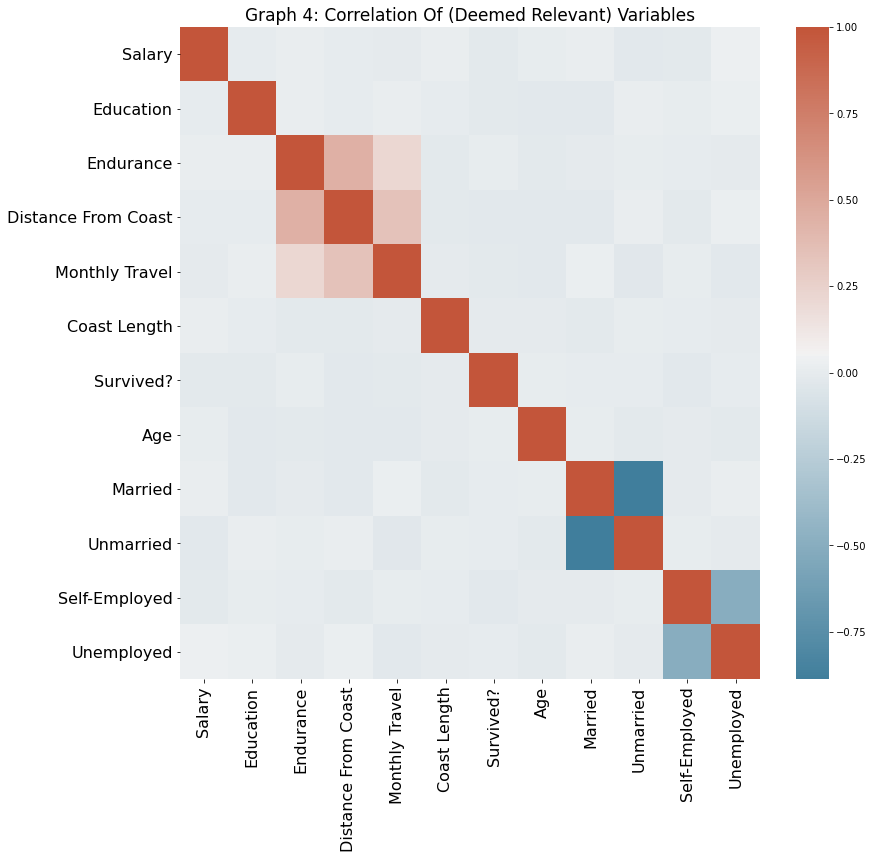 Graph 4: Correlation Of (Deemed Relevant) Variables
Salary
Education
Endurance
Distance From Coast
Monthly Travel
Coast Length
Survived?
Age
Married
Unmarried
Self-Employed
Unemployed
Salary
Education
Endurance
Distance From Coast
Monthly Travel
Coast Length
Survived?
Age
Married
Unmarried
Self-Employed
Unemployed
1.00
0.75
0.50
0.25
0.00
−0.25
−0.50
−0.75